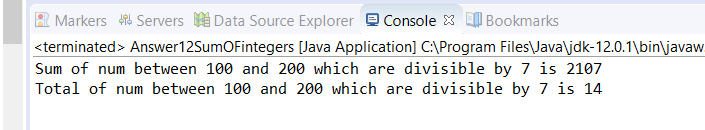 Markers Servers Data Source Explorer Console Bookmarks
<terminated> Answer12SumOFintegers [Java Application] C:\Program Files\Java\jdk-12.0.1\bin\javaw
Sum of num between 100 and 200 which are divisible by 7 is 2107
Total of num between 100 and 200 which are divisible by 7 is 14